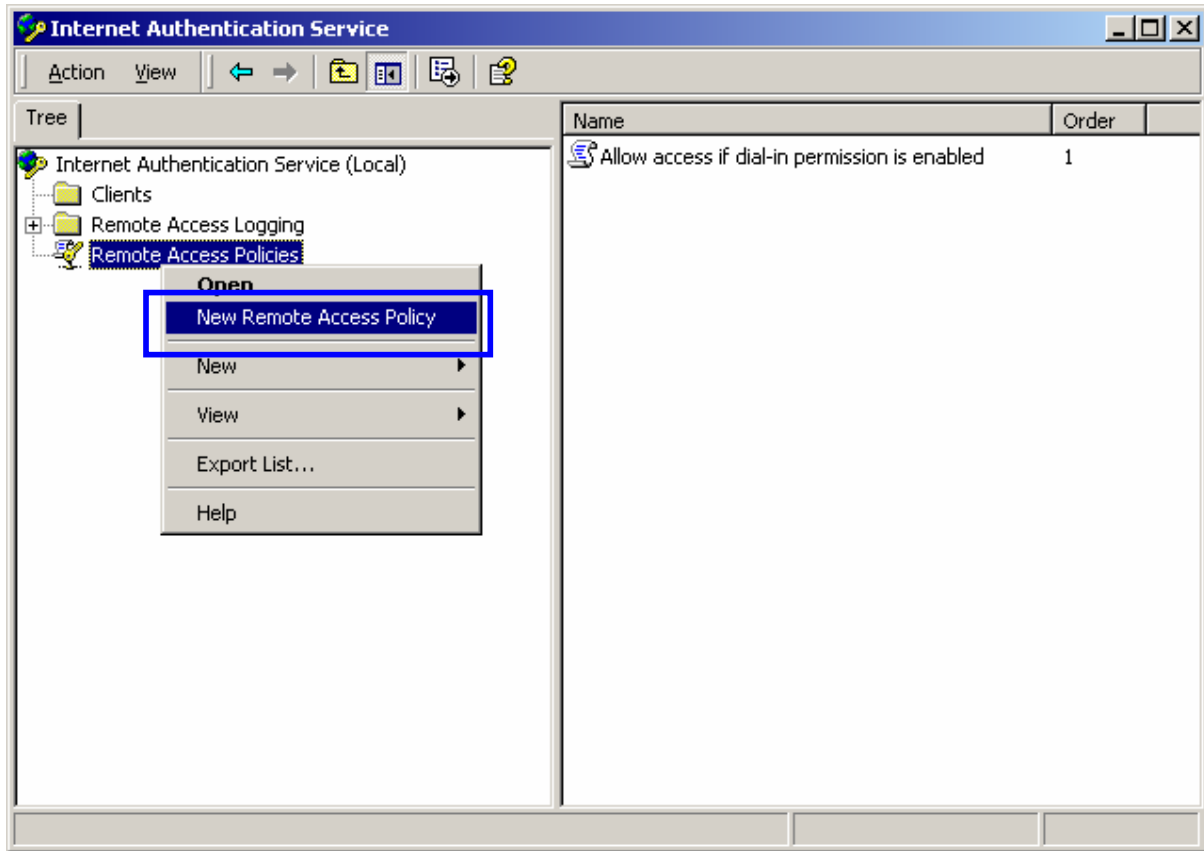 Internet Authentication Service
Action View
Tree
Name Order
Internet Authentication Service (Local)
Allow access if dial-in permission is enabled 1
Clients
Remote Access Logging
Remote Access Policies
Open
New Remote Access Policy
New
View
Export List...
Help